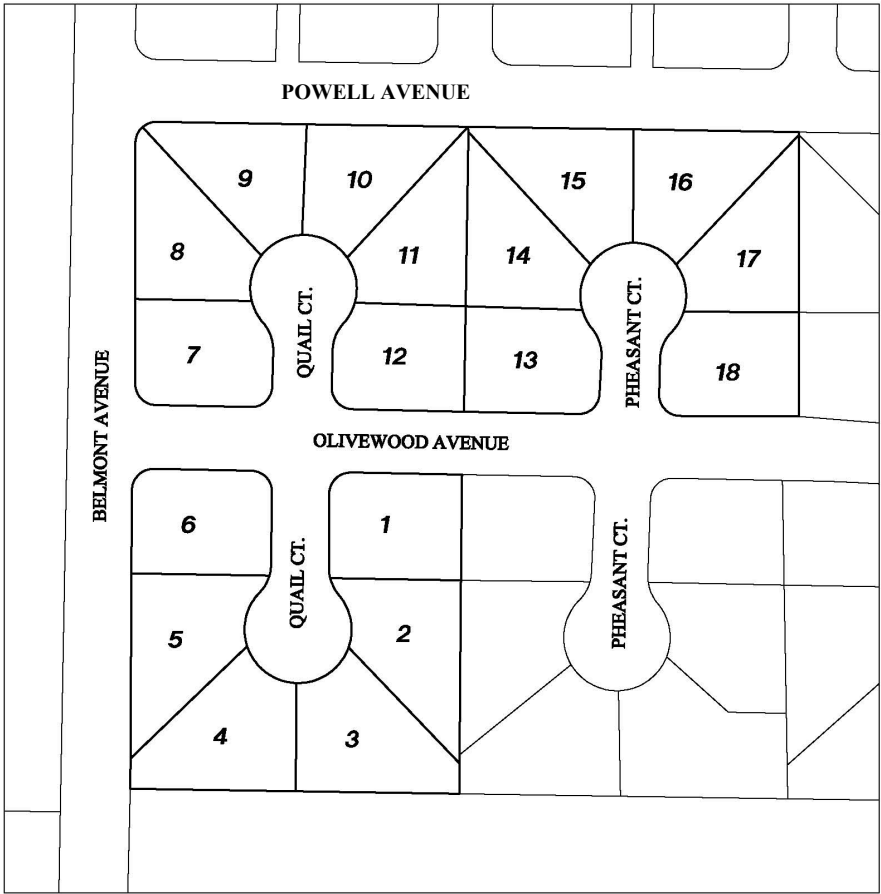 POWELL AVENUE
9
10
15
16
8
11
14
17
QUAIL CT.
PHEASANT CT.
7
12
13
18
BELMONT AVENUE
OLIVEWOOD AVENUE
6
1
QUAIL CT.
PHEASANT CT.
5
2
4
3